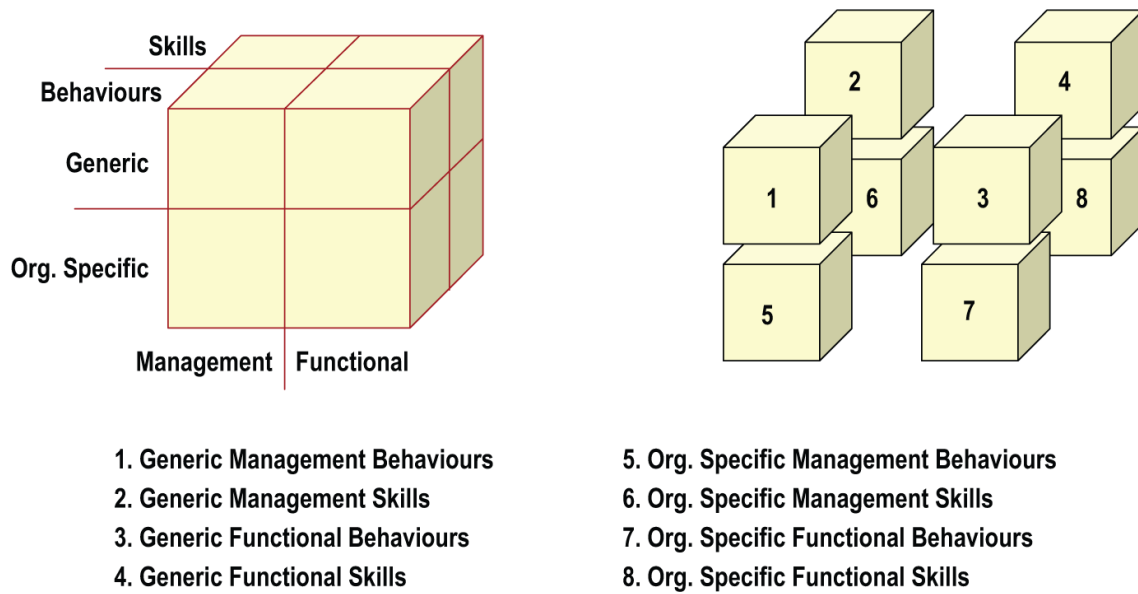 Skills
Behaviours
Generic
Org. Specific
Management
Functional
2
4
1
6
3
8
5
7
1. Generic Management Behaviours
2. Generic Management Skills
3. Generic Functional Behaviours
4. Generic Functional Skills
5. Org. Specific Management Behaviours
6. Org. Specific Management Skills
7. Org. Specific Functional Behaviours
8. Org. Specific Functional Skills